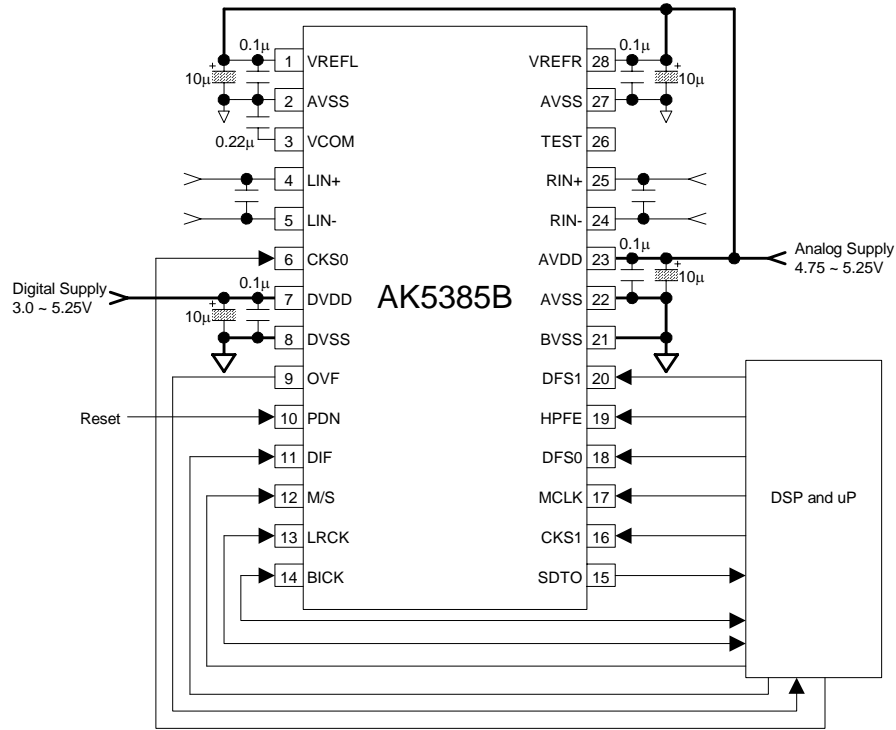 0.1µ
10µ
+
1 VREFL
2 AVSS
0.22µ
3 VCOM
4 LIN+
5 LIN-
6 CKS0
Digital Supply
3.0 ~ 5.25V
0.1µ
10µ
+
7 DVDD
8 DVSS
9 OVF
Reset
10 PDN
11 DIF
12 M/S
13 LRCK
14 BICK
AK5385B
VREFR 28
0.1µ
+
10µ
AVSS 27
TEST 26
RIN+ 25
RIN- 24
0.1µ
AVDD 23
+
10µ
Analog Supply
4.75 ~ 5.25V
AVSS 22
BVSS 21
DFS1 20
HPFE 19
DFS0 18
MCLK 17
CKS1 16
SDTO 15
DSP and uP